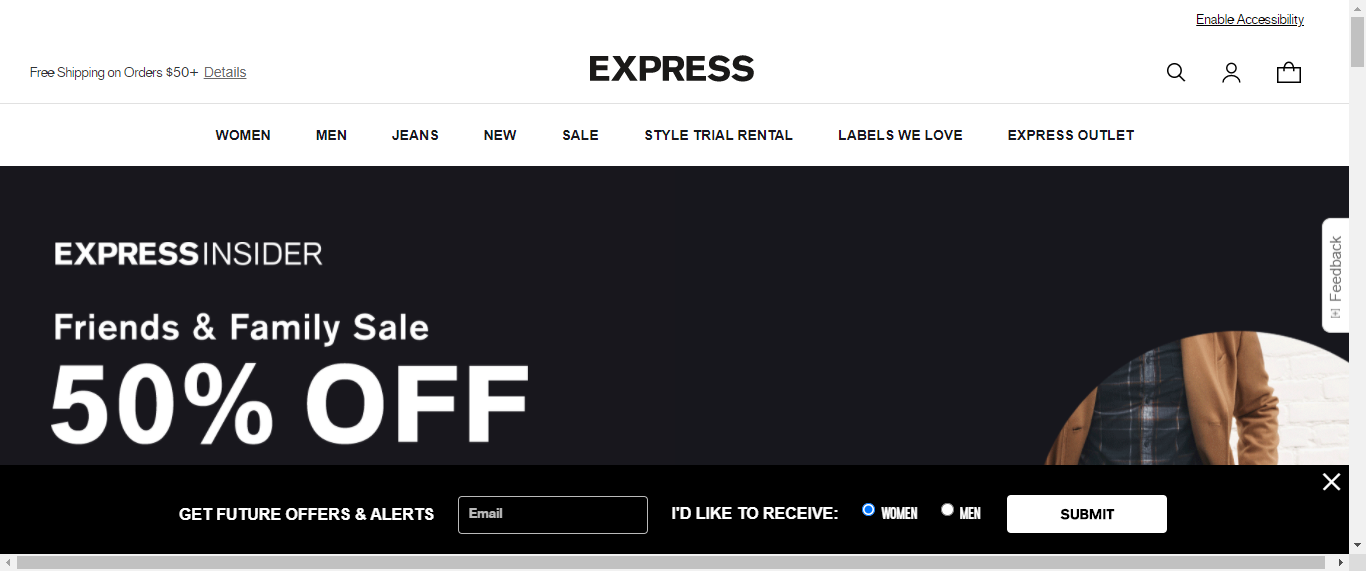 Enable Accessibility
Free Shipping on Orders $50+ Details
EXPRESS
WOMEN MEN JEANS NEW SALE STYLE TRIAL RENTAL LABELS WE LOVE EXPRESS OUTLET
EXPRESS INSIDER
Friends & Family Sale
50% OFF
Feedback
GET FUTURE OFFERS & ALERTS Email I'D LIKE TO RECEIVE: WOMEN MEN SUBMIT